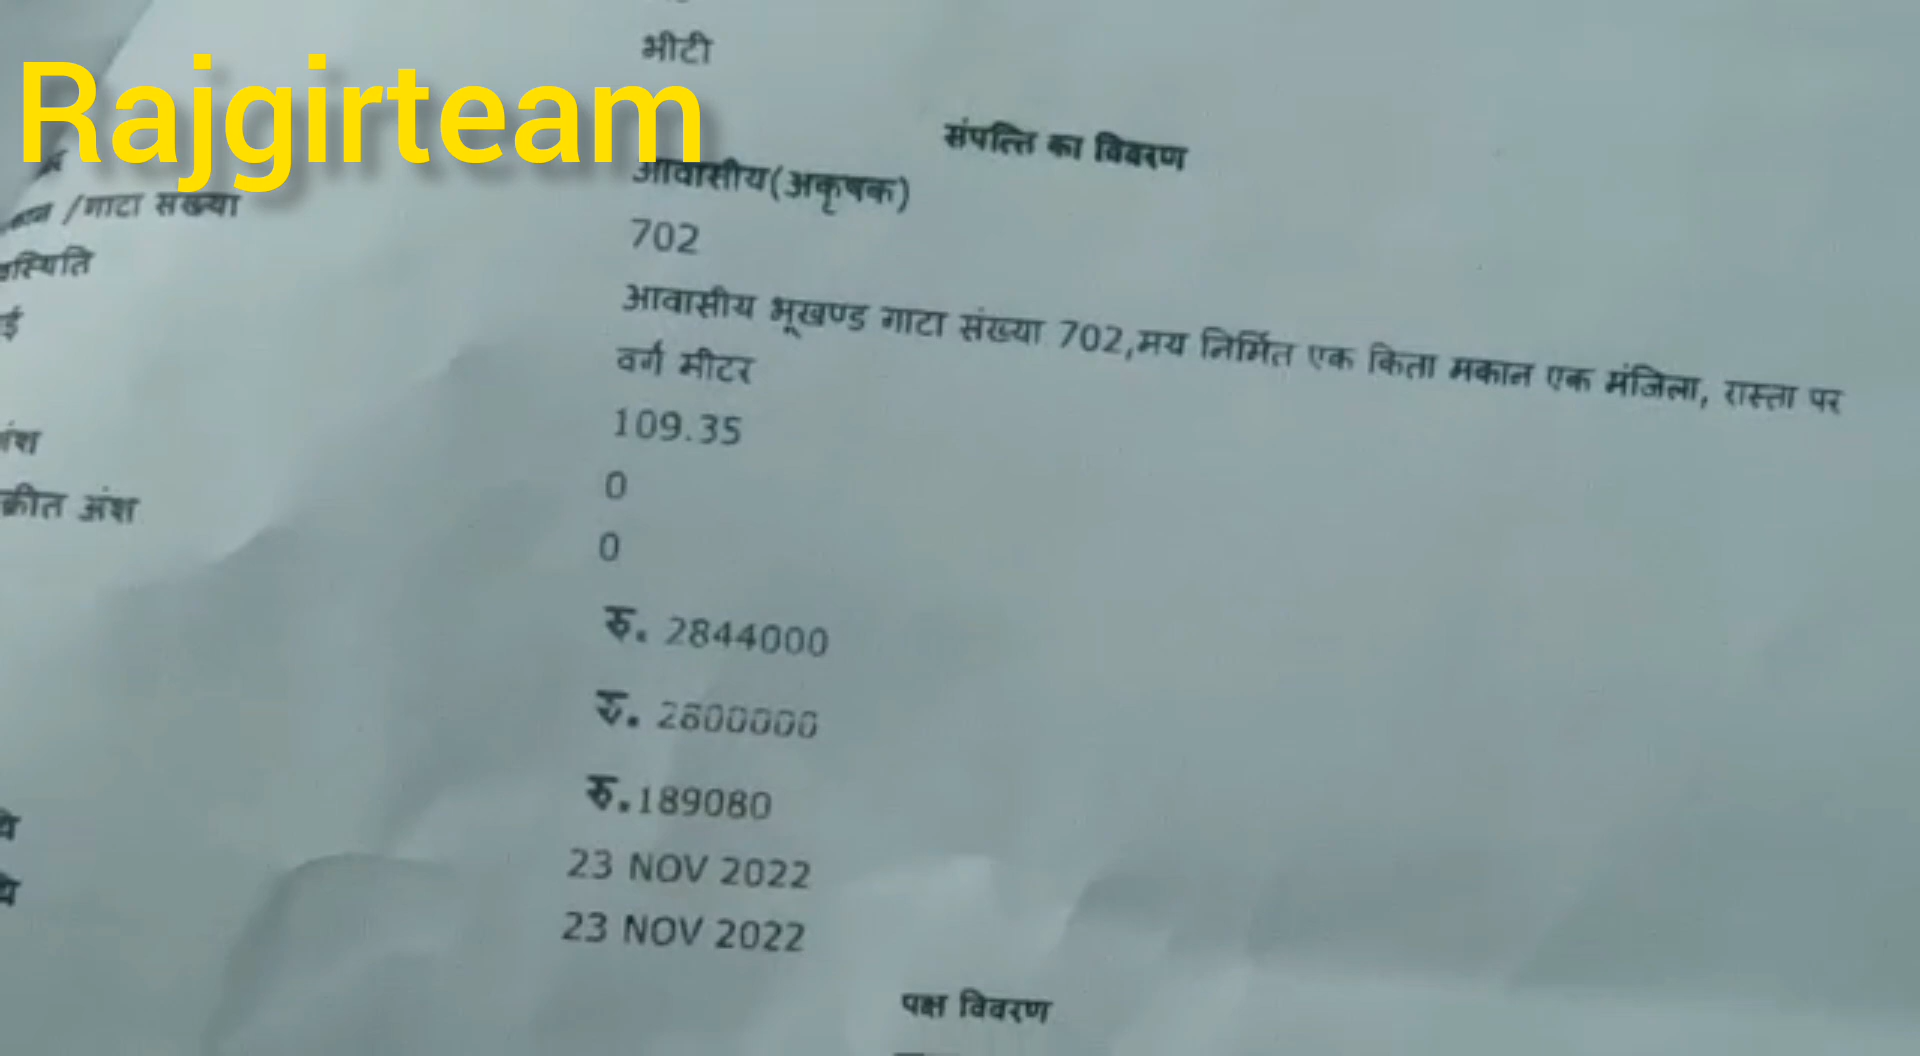 भीटी
Rajgirteam
संपत्ति का विवरण
आवासीय(अकृषक)
/गाटा संख्या 702
आवासीय भूखण्ड गाटा संख्या 702,मय निर्मित एक किता मकान एक मंजिला, रास्ता पर
वर्ग मीटर
109.35
0
क्रीत अंश 0
रु. 2844000
रु. 2800000
रु.189080
23 NOV 2022
23 NOV 2022
पक्ष विवरण